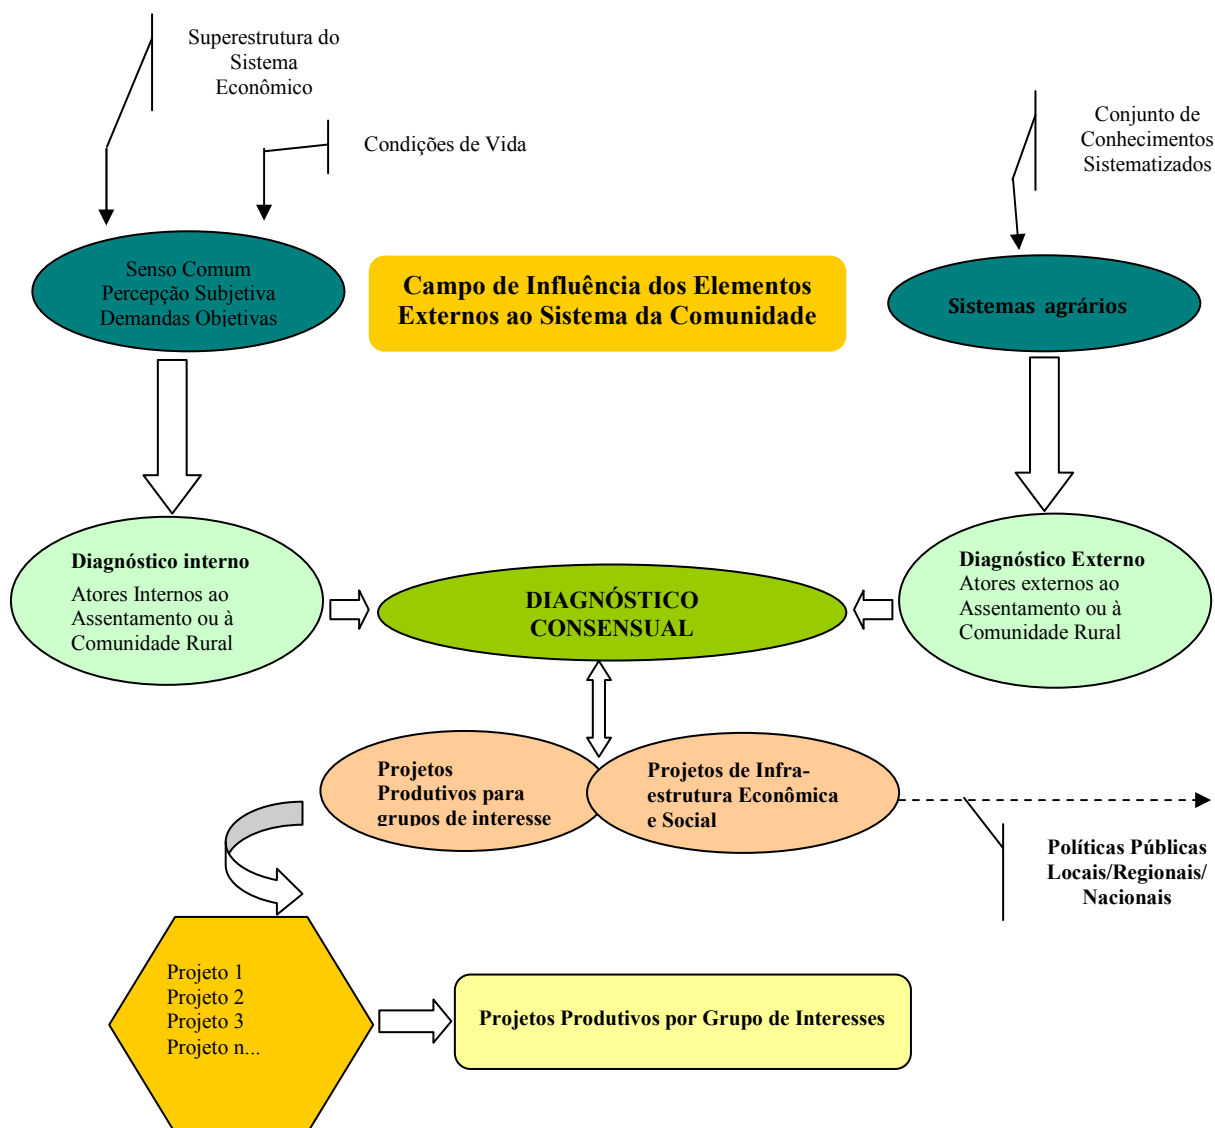 Superestrutura do
Sistema
Econômico
Condições de Vida
Conjunto de
Conhecimentos
Sistematizados
Senso Comum
Percepção Subjetiva
Demandas Objetivas
Campo de Influência dos Elementos
Externos ao Sistema da Comunidade
Sistemas agrários
Diagnóstico interno
Atores Internos ao
Assentamento ou à
Comunidade Rural
DIAGNÓSTICO
CONSENSUAL
Diagnóstico Externo
Atores externos ao
Assentamento ou à
Comunidade Rural
Projetos
Produtivos para
grupos de interesse
Projetos de Infra-
estrutura Econômica
e Social
Políticas Públicas
Locais/Regionais/
Nacionais
Projeto 1
Projeto 2
Projeto 3
Projeto n...
Projetos Produtivos por Grupo de Interesses